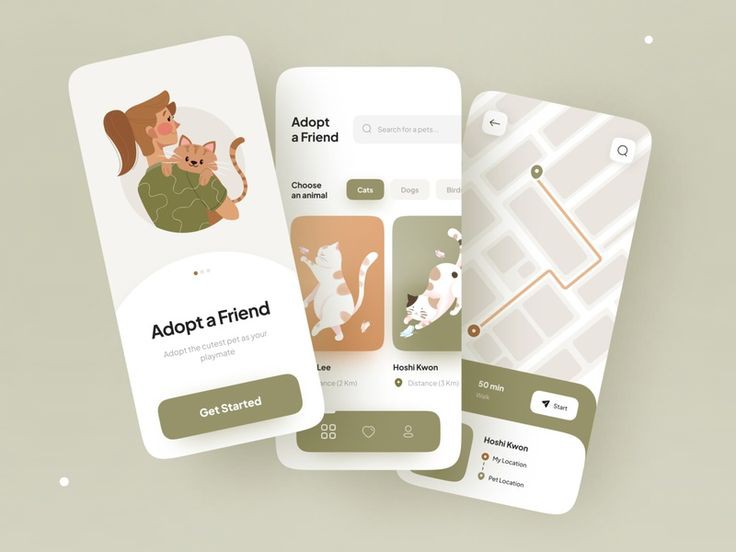 Adopt a Friend
Adopt the cutest pet as your
playmate
Get Started
Adopt
a Friend
Search for a pets...
Choose
an animal
Cats
Dogs
Lee
Distance (2 Km)
Hoshi Kwon
Distance (3 Km)
50 min
Walk
Start
Hoshi Kwon
My Location
Pet Location